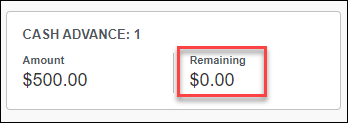 CASH ADVANCE: 1
Amount Remaining
$500.00 $0.00